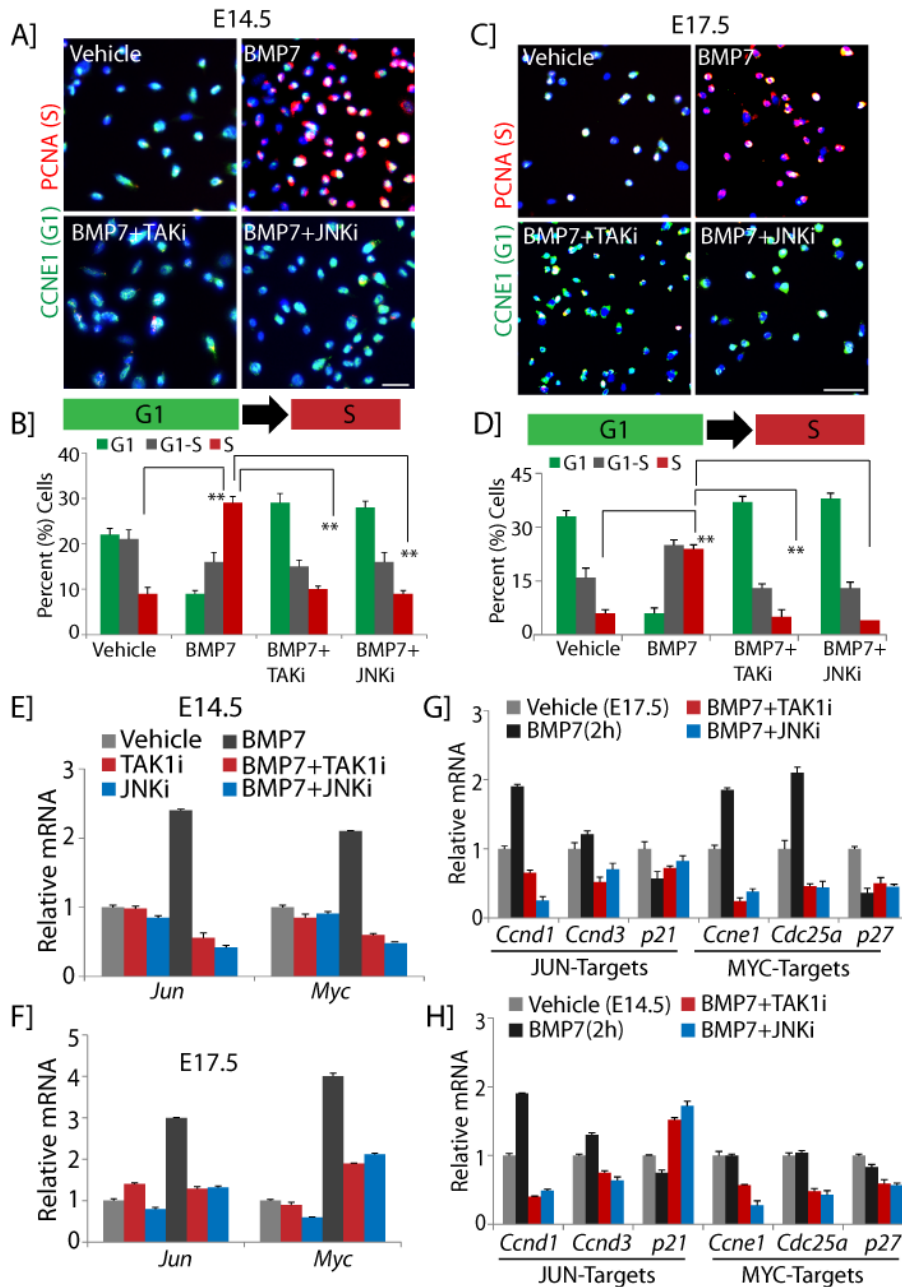 E14.5
A]
Vehicle
BMP7
BMP7+TAKi
BMP7+JNKi
CCNE1 (G1) PCNA (S)
E17.5
C]
Vehicle
BMP7
BMP7+TAKi
BMP7+JNKi
PCNA (S)
CCNE1 (G1)
G1
S
B]
G1 G1-S S
Percent (%) Cells
40
30
20
10
0
**
**
**
Vehicle
BMP7
BMP7+
TAKi
BMP7+
JNKi
G1
S
D]
G1 G1-S S
Percent (%) Cells
45
30
15
0
**
**
Vehicle
BMP7
BMP7+
TAKi
BMP7+
JNKi
E]
E14.5
Vehicle
BMP7
TAK1i
BMP7+TAK1i
JNKi
BMP7+JNKi
Relative mRNA
3
2
1
0
Jun
Myc
G]
Vehicle (E17.5)
BMP7+TAK1i
BMP7(2h)
BMP7+JNKi
Relative mRNA
3
2
1
0
Ccnd1 Ccnd3 p21 Ccne1 Cdc25a p27
JUN-Targets
MYC-Targets
F]
E17.5
Relative mRNA
5
4
3
2
1
0
Jun
Myc
H]
Vehicle (E14.5)
BMP7+TAK1i
BMP7(2h)
BMP7+JNKi
Relative mRNA
3
2
1
0
Ccnd1 Ccnd3 p21 Ccne1 Cdc25a p27
JUN-Targets
MYC-Targets